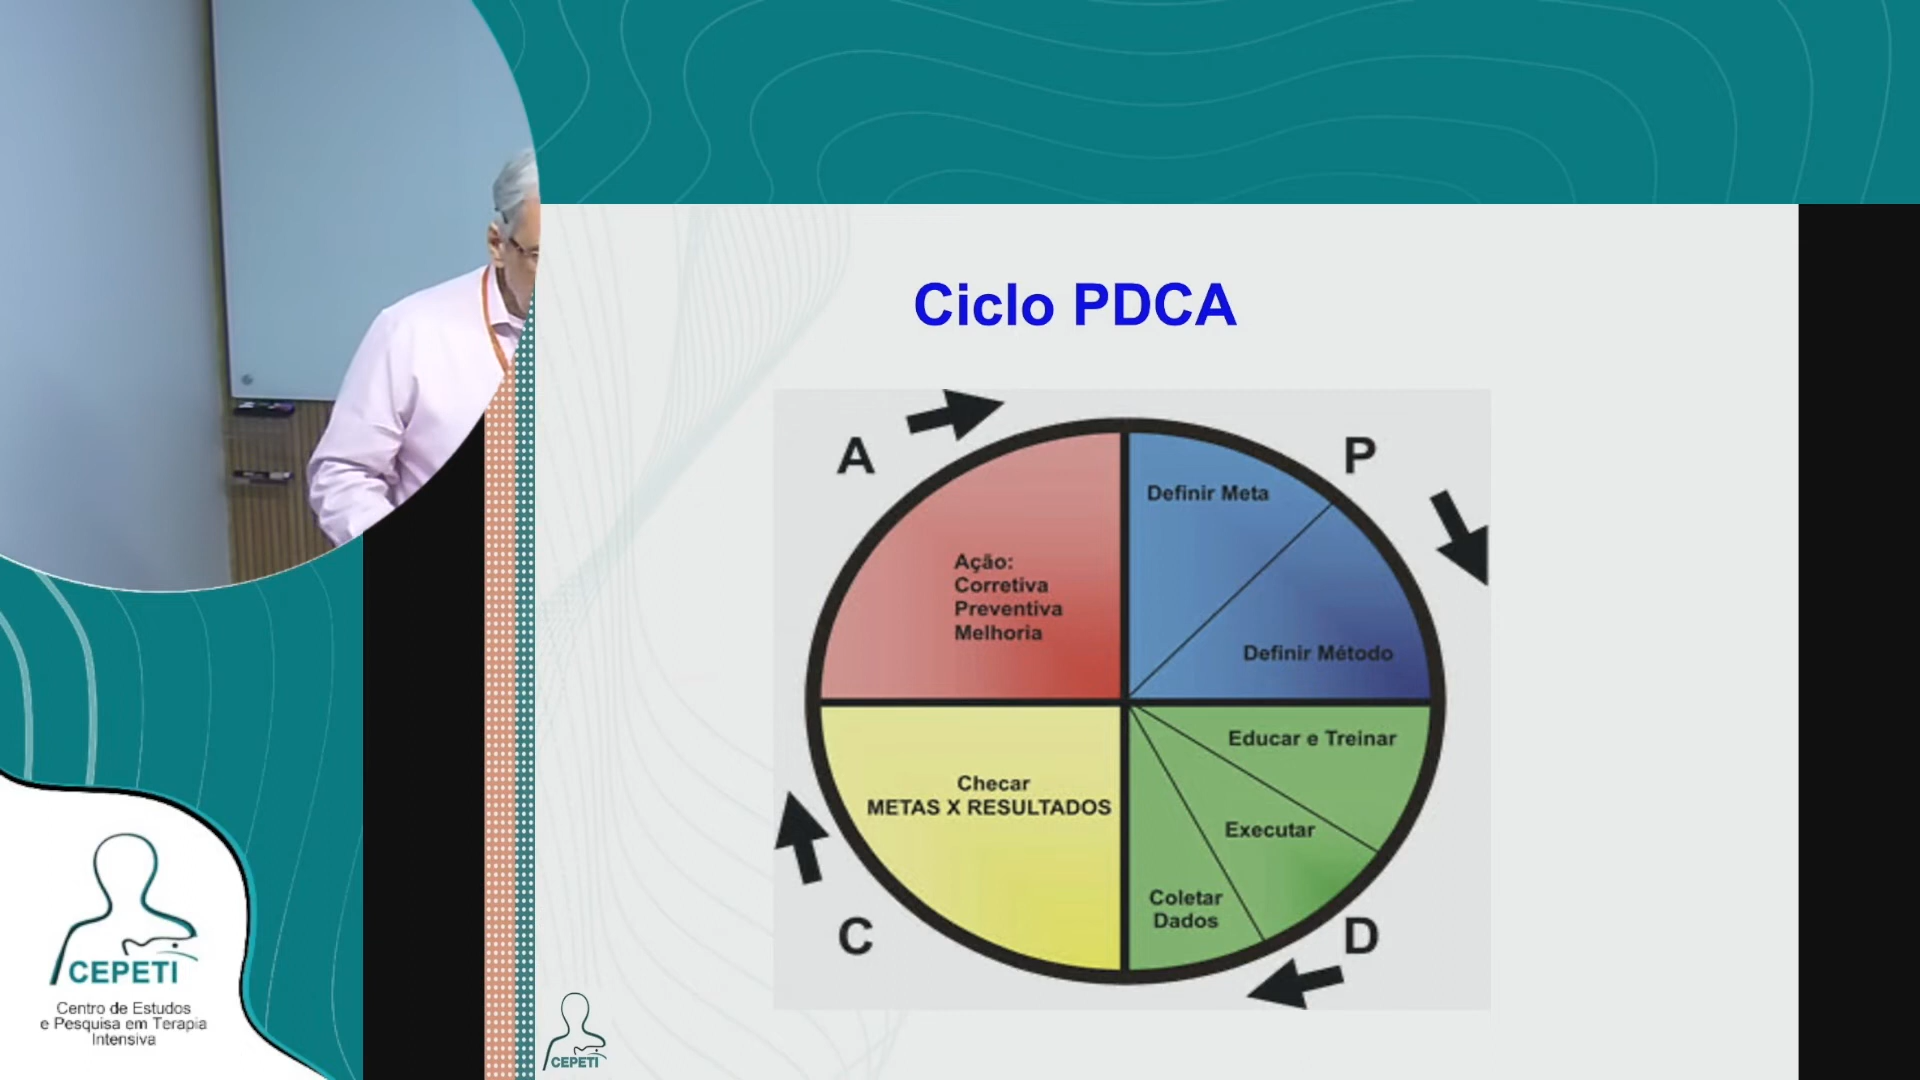 Ciclo PDCA
A
P
Definir Meta
Ação:
Corretiva
Preventiva
Melhoria
Definir Método
Educar e Treinar
Checar
METAS X RESULTADOS
Executar
Coletar
Dados
C
D
CEPETI
Centro de Estudos
e Pesquisa em Terapia
Intensiva
CEPETI